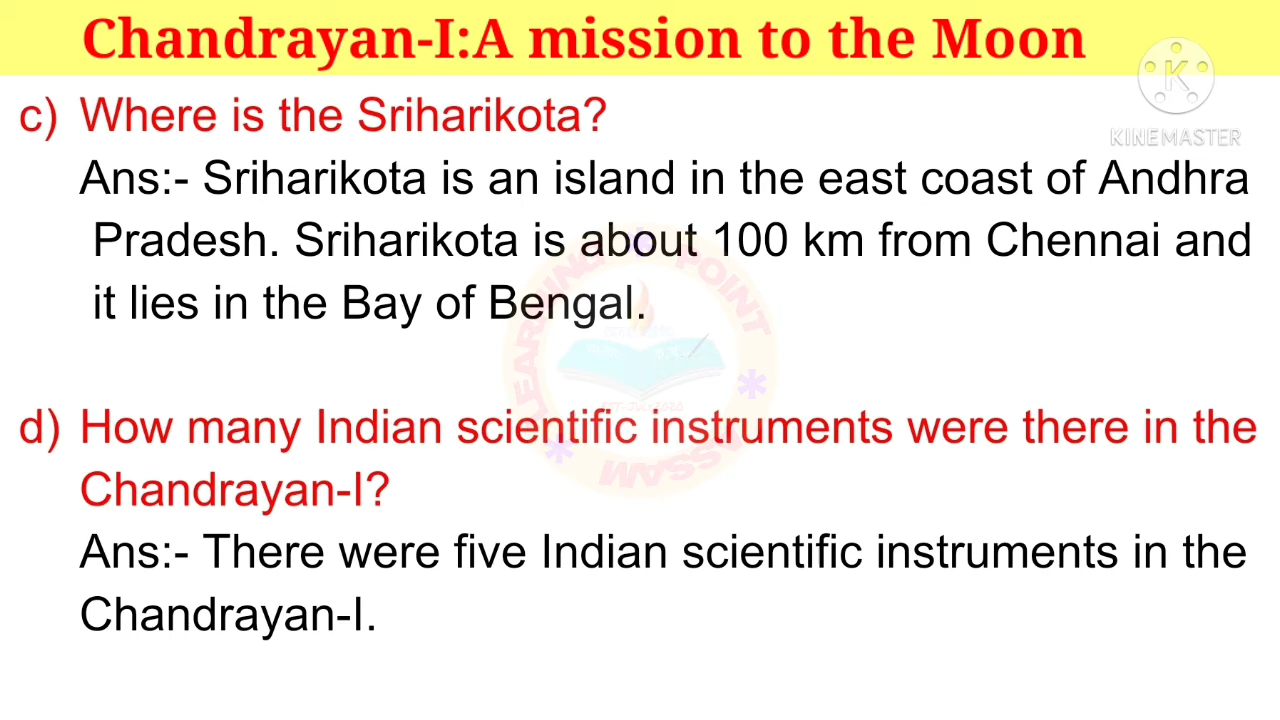 Chandrayan-I:A mission to the Moon
KINEMASTER
c) Where is the Sriharikota?
Ans:- Sriharikota is an island in the east coast of Andhra
Pradesh. Sriharikota is about 100 km from Chennai and
it lies in the Bay of Bengal.
LEARNING POINT
ASSAM
d) How many Indian scientific instruments were there in the
Chandrayan-I?
Ans:- There were five Indian scientific instruments in the
Chandrayan-I.